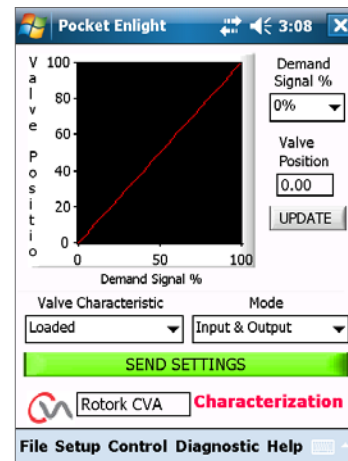 Pocket Enlight 3:08
Valve Positio
100
80
60
40
20
0
0 50 100
Demand Signal %
Demand
Signal %
0%
Valve
Position
0.00
UPDATE
Valve Characteristic Mode
Loaded Input & Output
SEND SETTINGS
Rotork CVA Characterization
File Setup Control Diagnostic Help